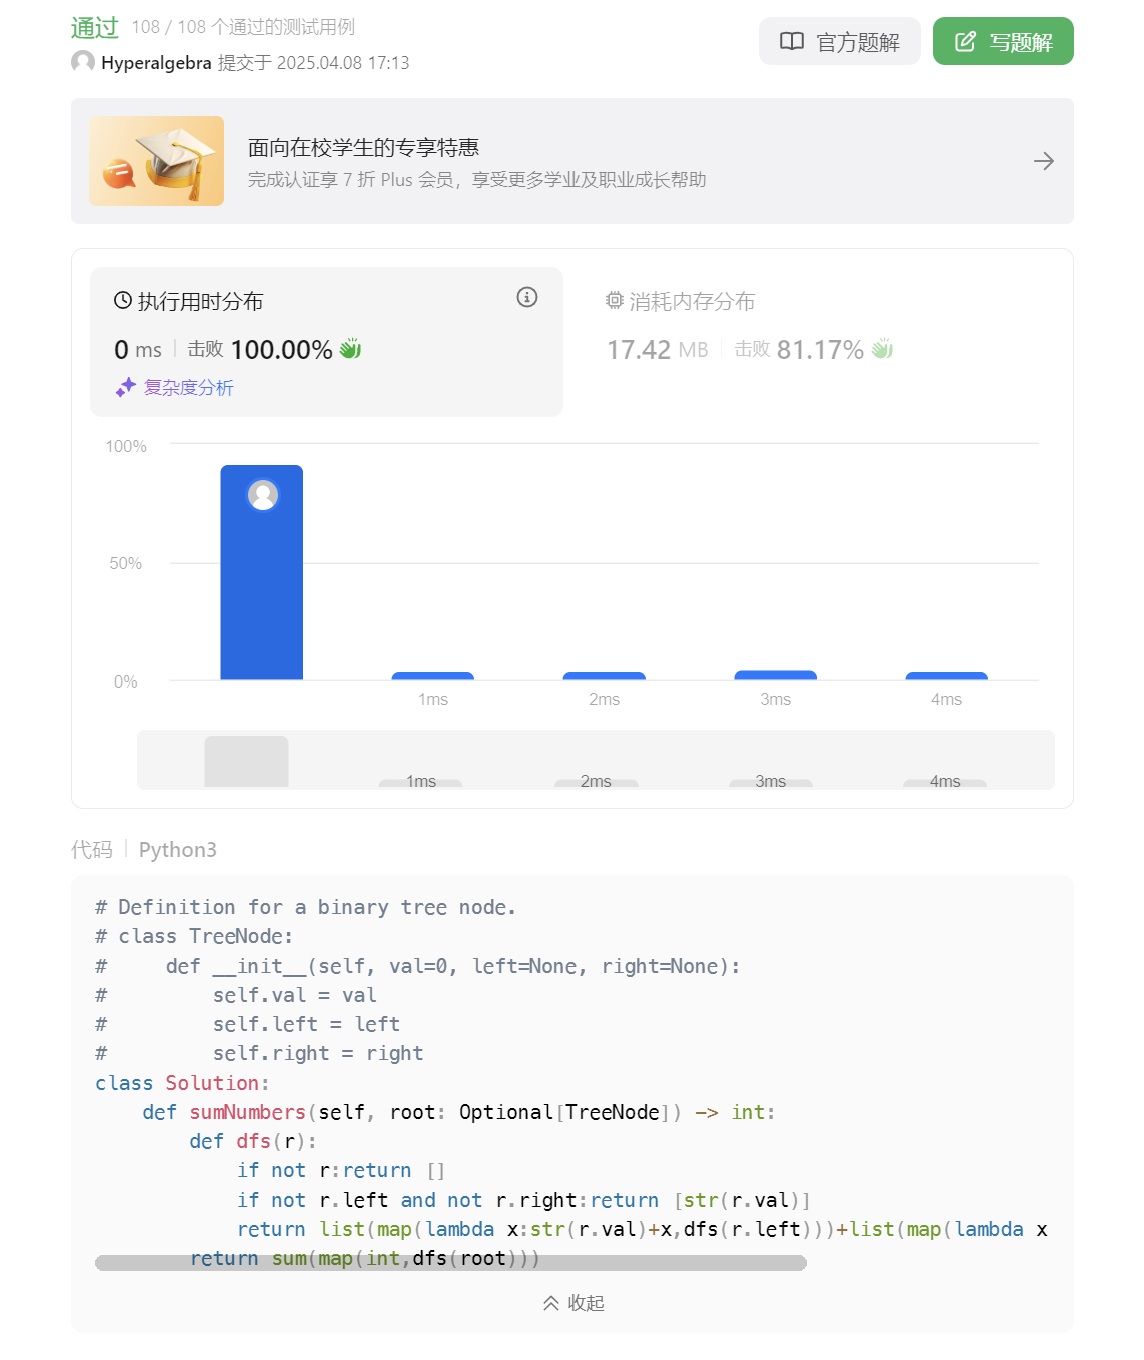 通过 108 / 108 个通过的测试用例
Hyperalgebra 提交于 2025.04.08 17:13
官方题解
写题解
面向在校学生的专享特惠
完成认证享 7 折 Plus 会员，享受更多学业及职业成长帮助
执行用时分布
0 ms 击败 100.00%
复杂度分析
消耗内存分布
17.42 MB 击败 81.17%
100%
50%
0%
1ms 2ms 3ms 4ms
1ms 2ms 3ms 4ms
代码 Python3
# Definition for a binary tree node.
# class TreeNode:
#     def __init__(self, val=0, left=None, right=None):
#         self.val = val
#         self.left = left
#         self.right = right
class Solution:
    def sumNumbers(self, root: Optional[TreeNode]) -> int:
        def dfs(r):
            if not r:return []
            if not r.left and not r.right:return [str(r.val)]
            return list(map(lambda x:str(r.val)+x,dfs(r.left)))+list(map(lambda x
        return sum(map(int,dfs(root)))
收起